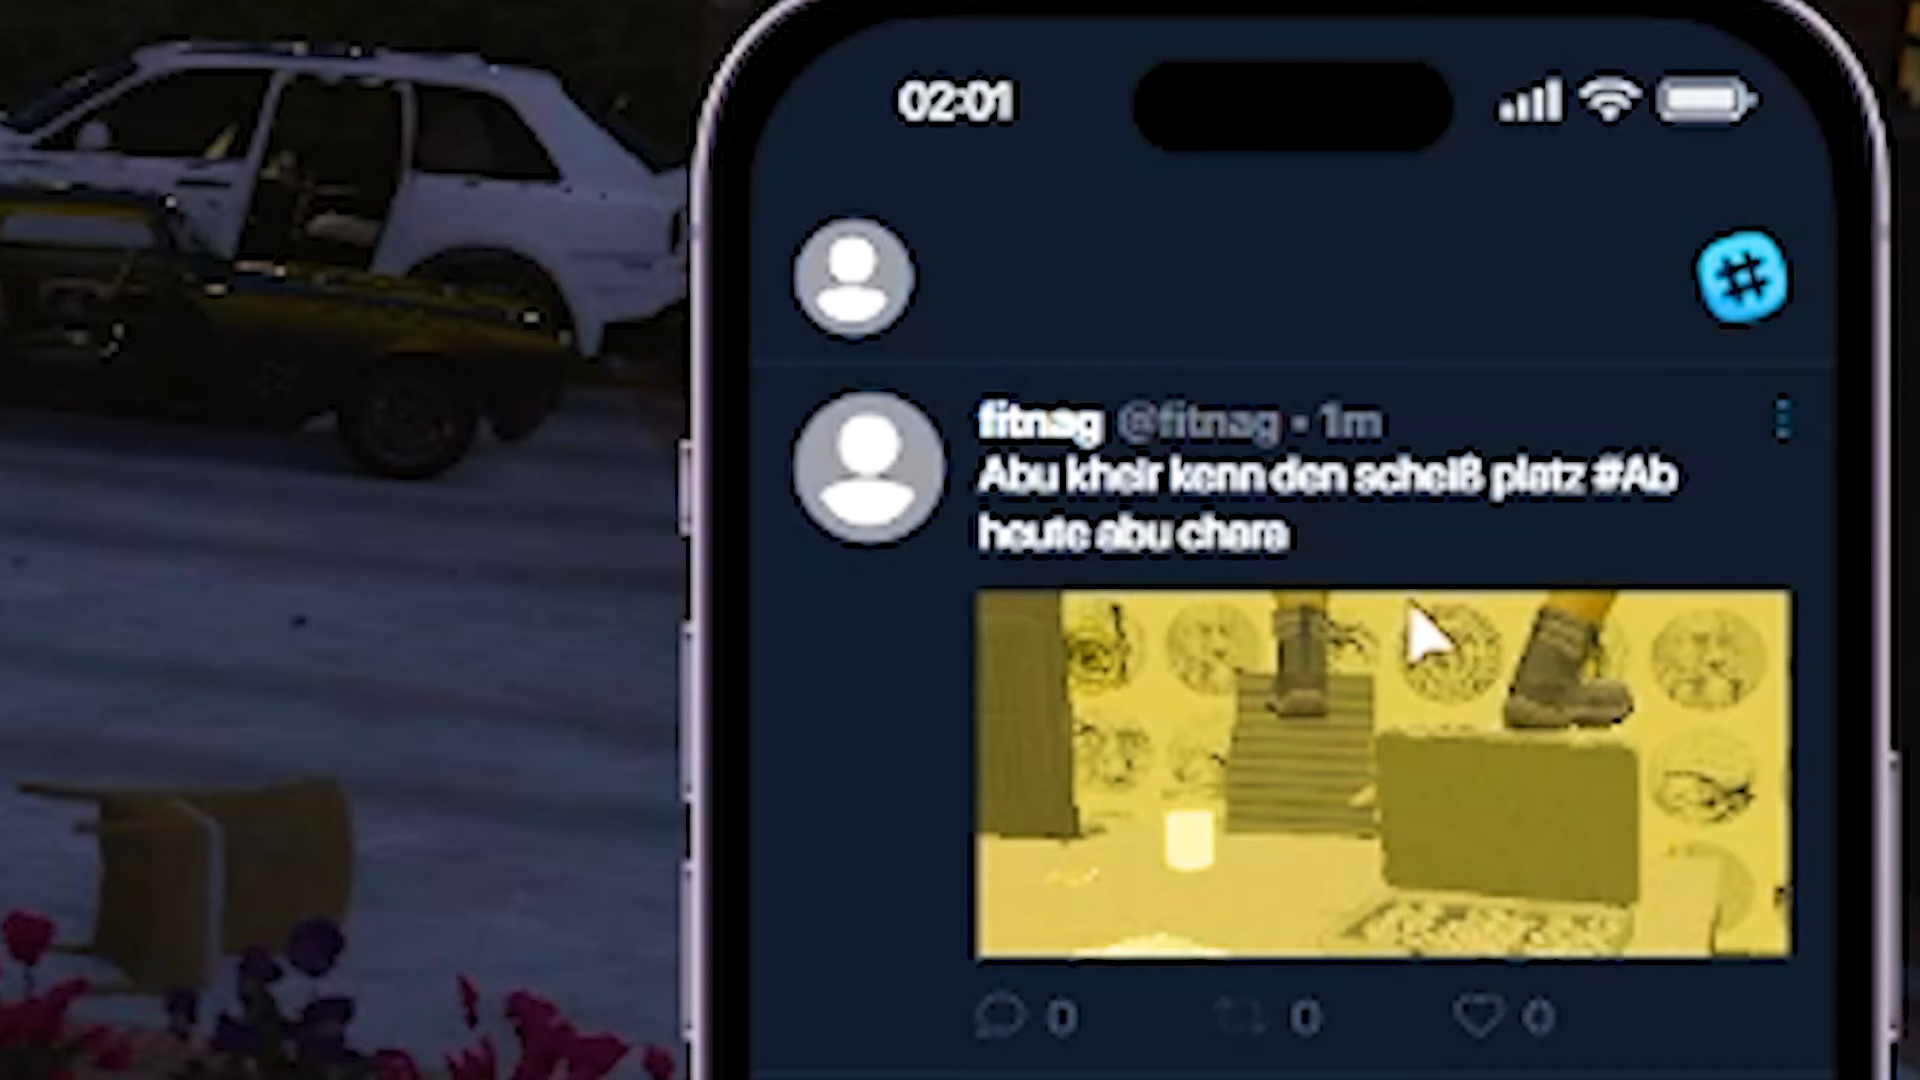 02:01
fitnag @fitnag • 1m
Abu kheir kenn den scheiß platz #Ab
heute abu chara
0 0 0